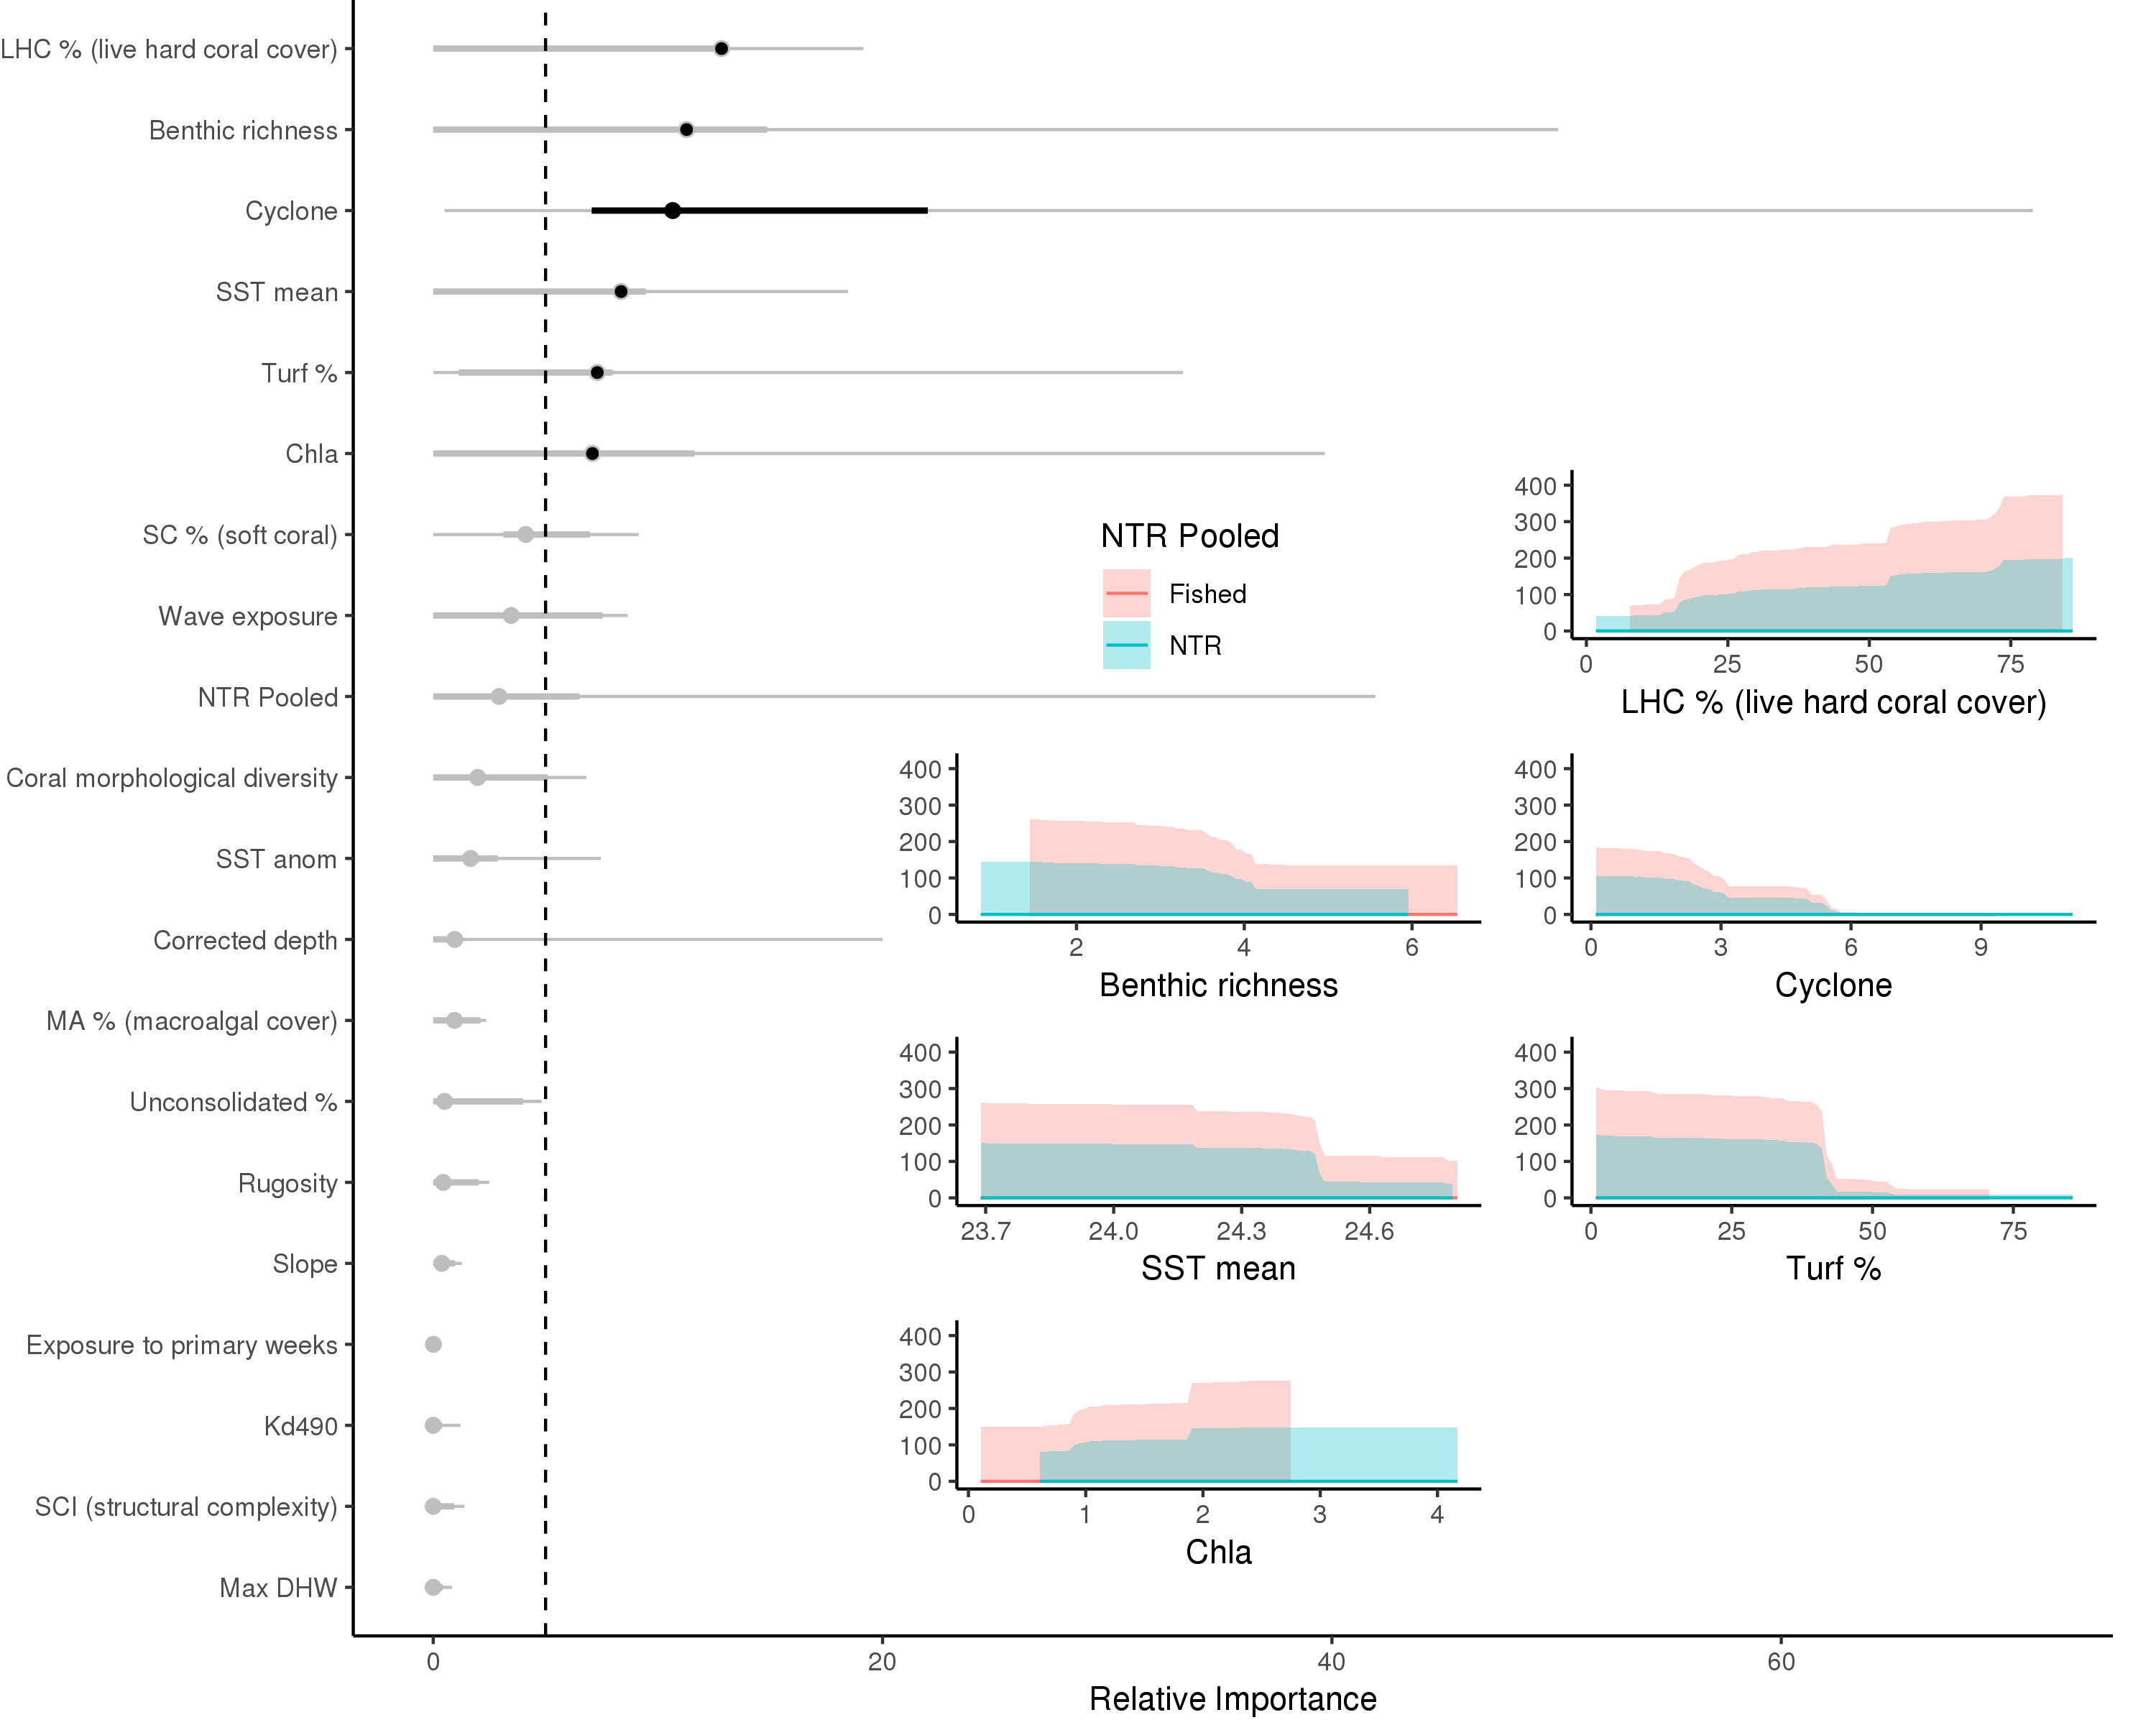 LHC % (live hard coral cover)
Benthic richness
Cyclone
SST mean
Turf %
Chla
SC % (soft coral)
Wave exposure
NTR Pooled
Coral morphological diversity
SST anom
Corrected depth
MA % (macroalgal cover)
Unconsolidated %
Rugosity
Slope
Exposure to primary weeks
Kd490
SCI (structural complexity)
Max DHW
0 20 40 60
Relative Importance
NTR Pooled
Fished
NTR
400
300
200
100
0
0 25 50 75
LHC % (live hard coral cover)
400
300
200
100
0
2 4 6
Benthic richness
400
300
200
100
0
0 3 6 9
Cyclone
400
300
200
100
0
23.7 24.0 24.3 24.6
SST mean
400
300
200
100
0
0 25 50 75
Turf %
400
300
200
100
0
0 1 2 3 4
Chla